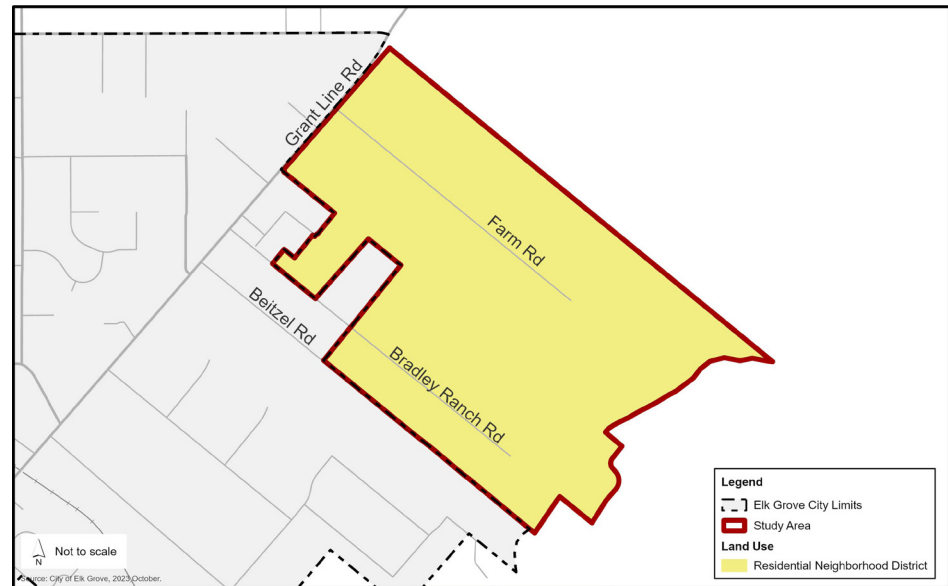 Grant Line Rd
Farm Rd
Beitzel Rd
Bradley Ranch Rd
Legend
Elk Grove City Limits
Study Area
Land Use
Residential Neighborhood District
N
Not to scale
Source: City of Elk Grove, 2023 October.